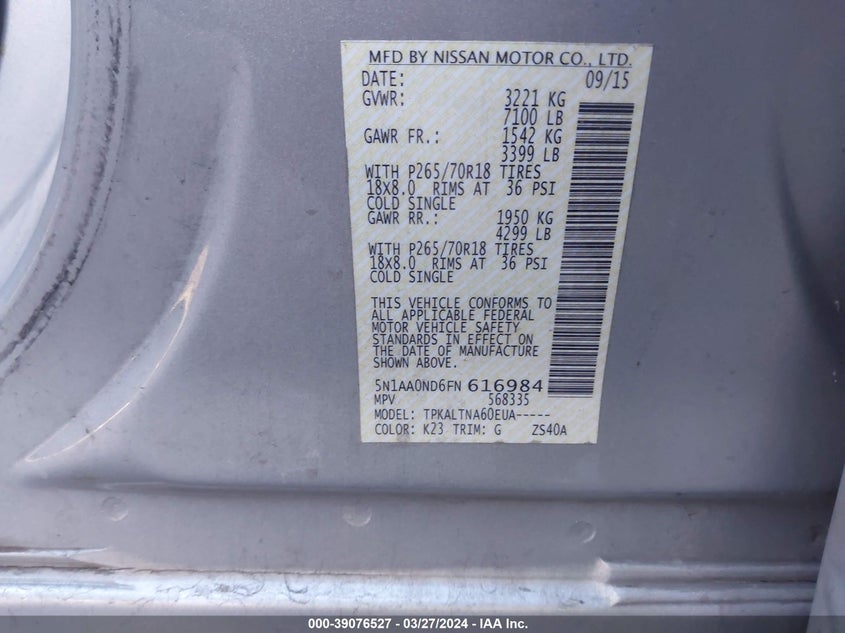 MFD BY NISSAN MOTOR CO., LTD.
DATE: 09/15
GVWR: 3221 KG
7100 LB
GAWR FR.: 1542 KG
3399 LB
WITH P265/70R18 TIRES
18X8.0 RIMS AT 36 PSI
COLD SINGLE
GAWR RR.: 1950 KG
4299 LB
WITH P265/70R18 TIRES
18X8.0 RIMS AT 36 PSI
COLD SINGLE
THIS VEHICLE CONFORMS TO
ALL APPLICABLE FEDERAL
MOTOR VEHICLE SAFETY
STANDARDS IN EFFECT ON
THE DATE OF MANUFACTURE
SHOWN ABOVE.
5N1AA0ND6FN 616984
MPV 568335
MODEL: TPKALTNA60EUA-----
COLOR: K23 TRIM: G ZS40A
000-39076527 - 03/27/2024 - IAA Inc.